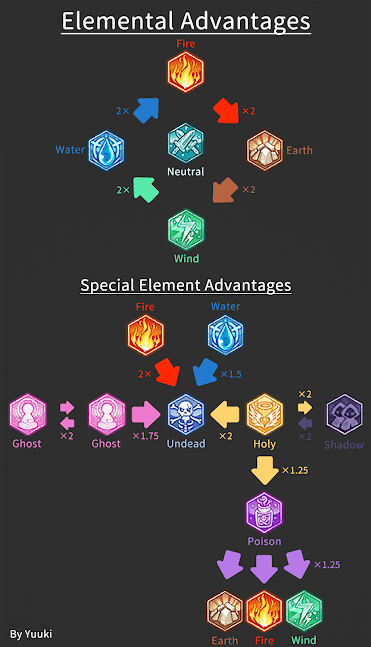 Elemental Advantages
Fire
2× ×2
Water Neutral Earth
2× ×2
Wind
Special Element Advantages
Fire Water
2× ×1.5
×2
Ghost ×2 Ghost ×1.75 Undead ×2 Holy ×2 Shadow
×1.25
Poison
×1.25
Earth Fire Wind
By Yuuki